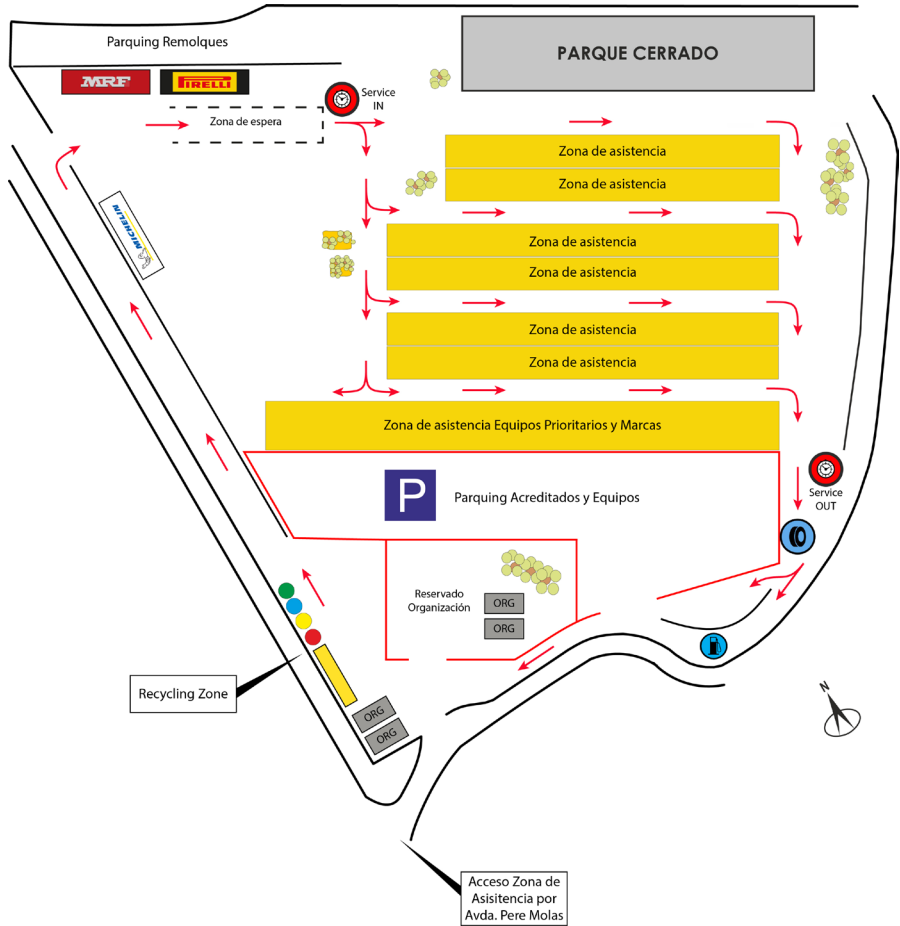 Parquing Remolques
PARQUE CERRADO
MRF
PIRELLI
Service
IN
Zona de espera
Zona de asistencia
Zona de asistencia
MICHELIN
Zona de asistencia
Zona de asistencia
Zona de asistencia
Zona de asistencia
Zona de asistencia Equipos Prioritarios y Marcas
P
Parquing Acreditados y Equipos
Service
OUT
Reservado
Organización
ORG
ORG
Recycling Zone
ORG
ORG
N
Acceso Zona de
Asisitencia por
Avda. Pere Molas